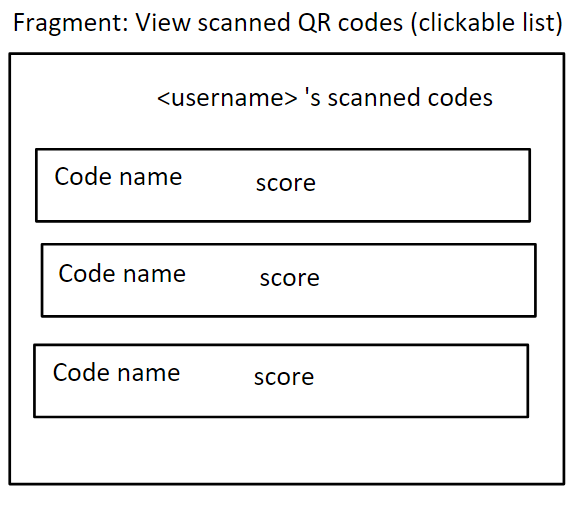 Fragment: View scanned QR codes (clickable list)
<username> 's scanned codes
Code name score
Code name score
Code name score